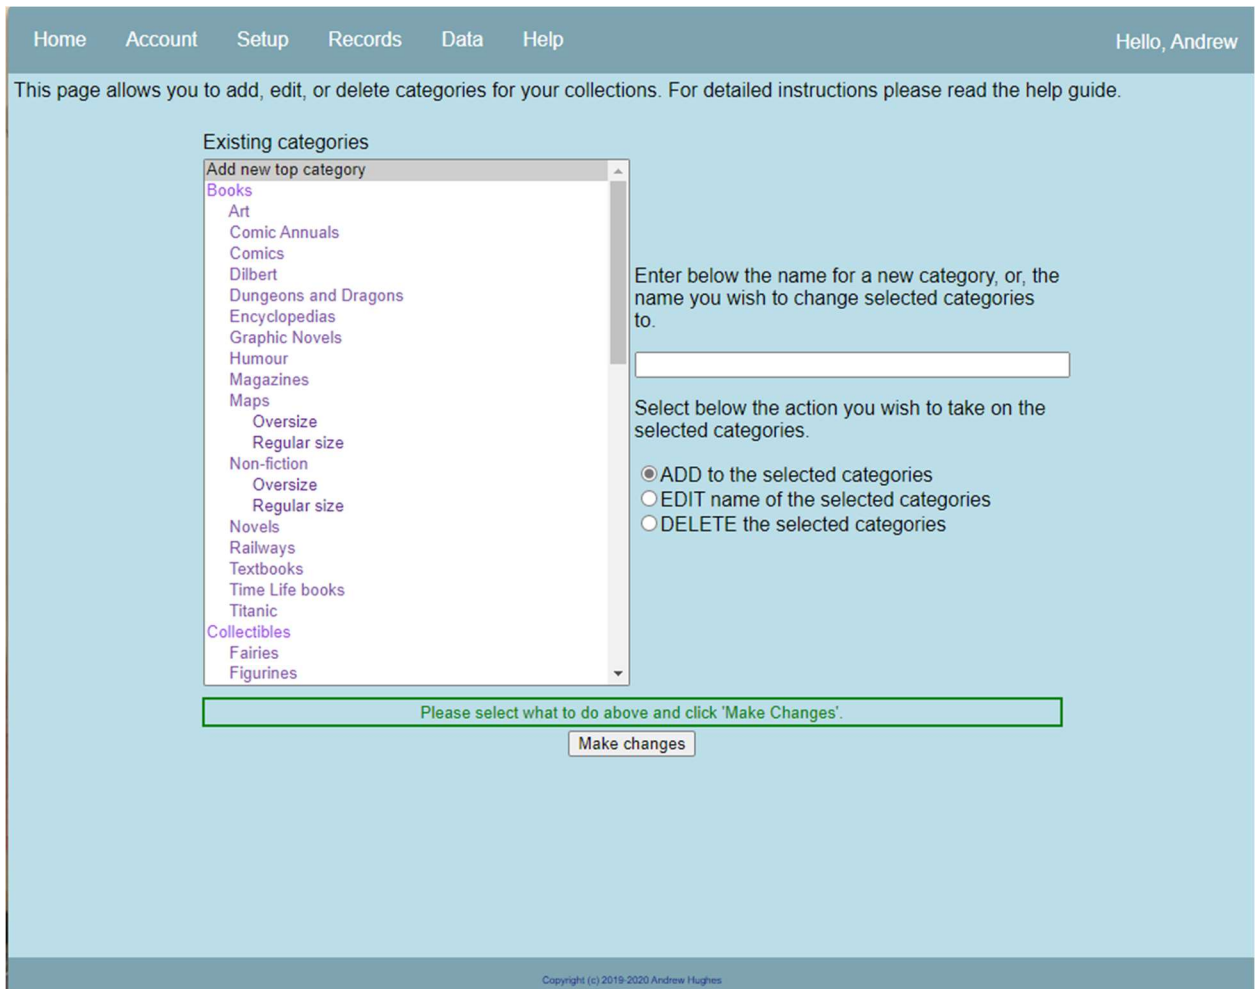 Home Account Setup Records Data Help Hello, Andrew
This page allows you to add, edit, or delete categories for your collections. For detailed instructions please read the help guide.
Existing categories
Add new top category
Books
Art
Comic Annuals
Comics
Dilbert
Dungeons and Dragons
Encyclopedias
Graphic Novels
Humour
Magazines
Maps
Oversize
Regular size
Non-fiction
Oversize
Regular size
Novels
Railways
Textbooks
Time Life books
Titanic
Collectibles
Fairies
Figurines
Enter below the name for a new category, or, the
name you wish to change selected categories
to.
Select below the action you wish to take on the
selected categories.
ADD to the selected categories
EDIT name of the selected categories
DELETE the selected categories
Please select what to do above and click 'Make Changes'.
Make changes
Copyright (c) 2019-2020 Andrew Hughes